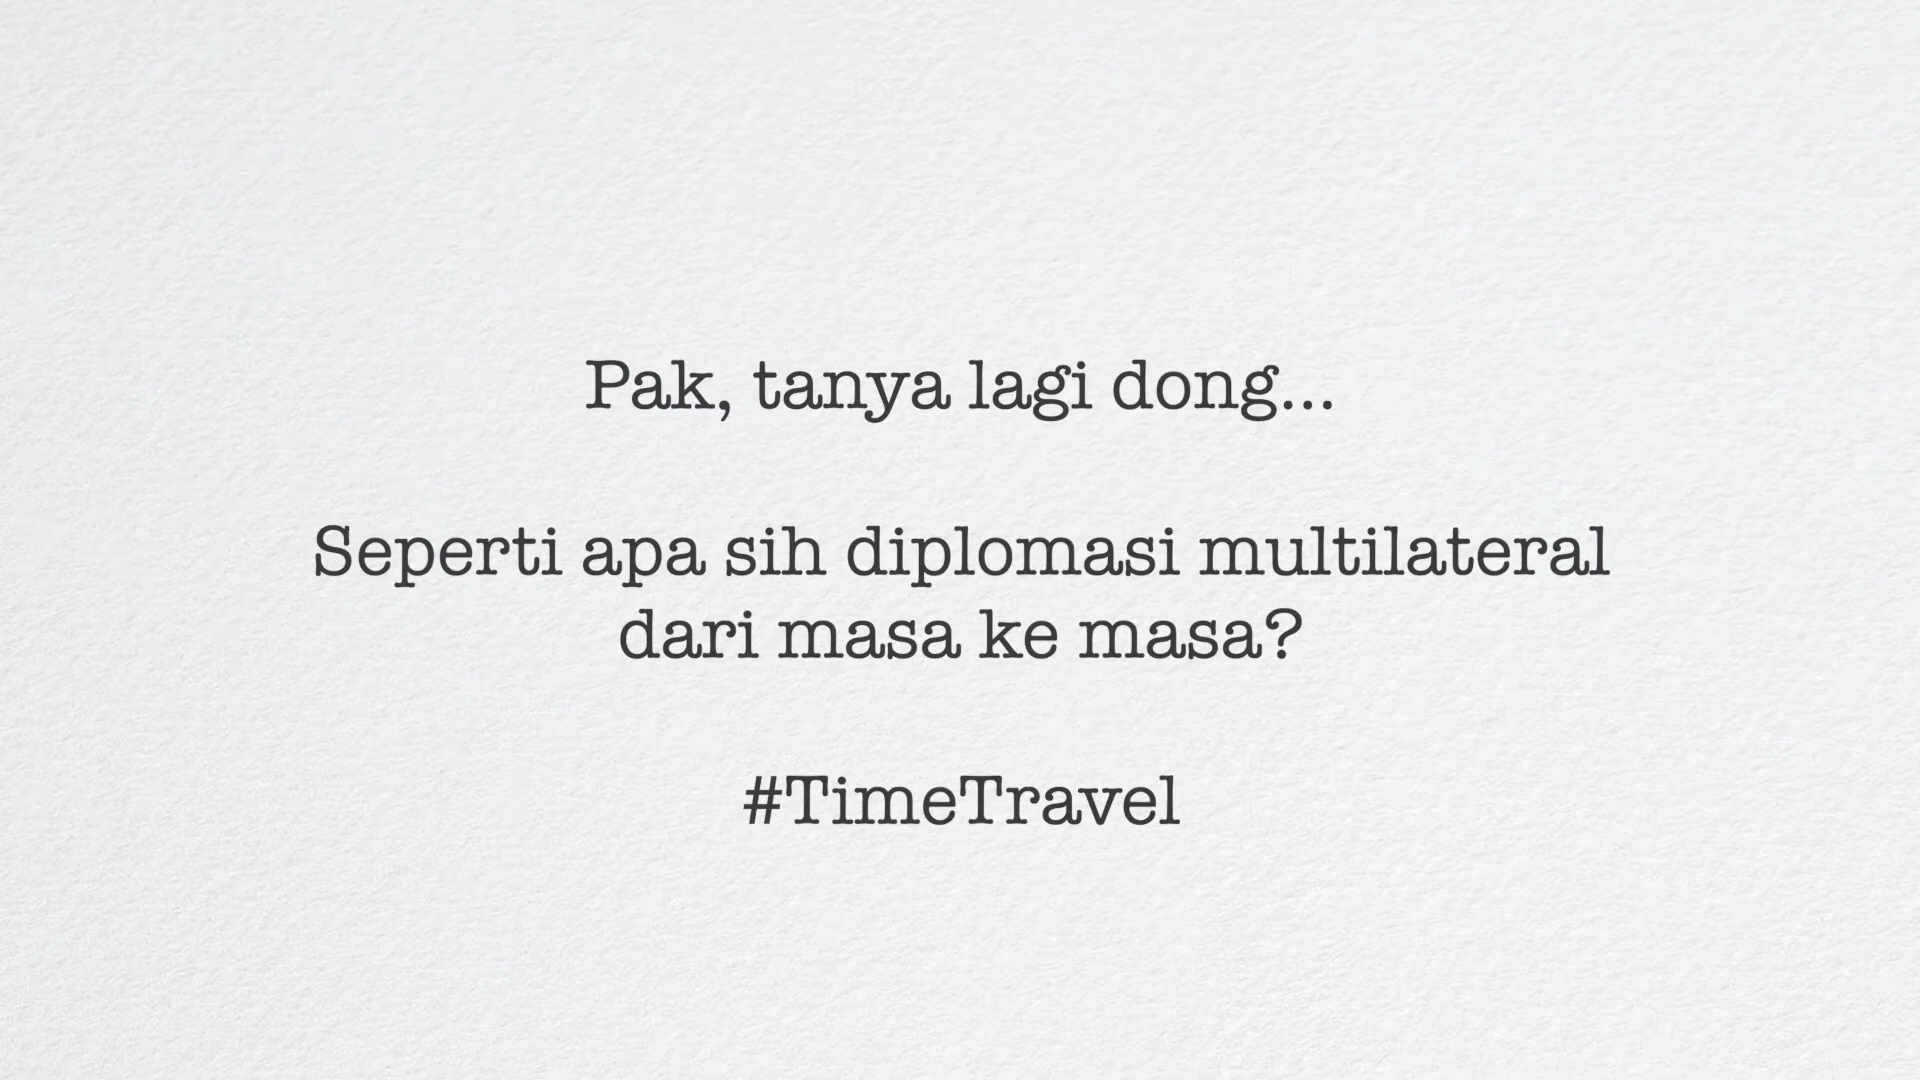 Pak, tanya lagi dong...
Seperti apa sih diplomasi multilateral
dari masa ke masa?
#TimeTravel